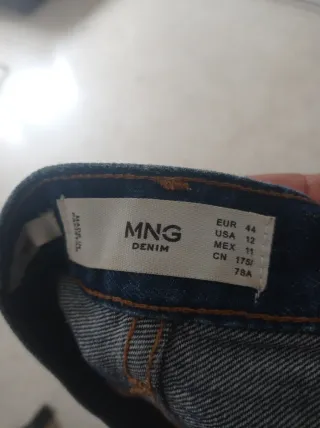 MNG
DENIM
EUR 44
USA 12
MEX 11
CN 175/
78A